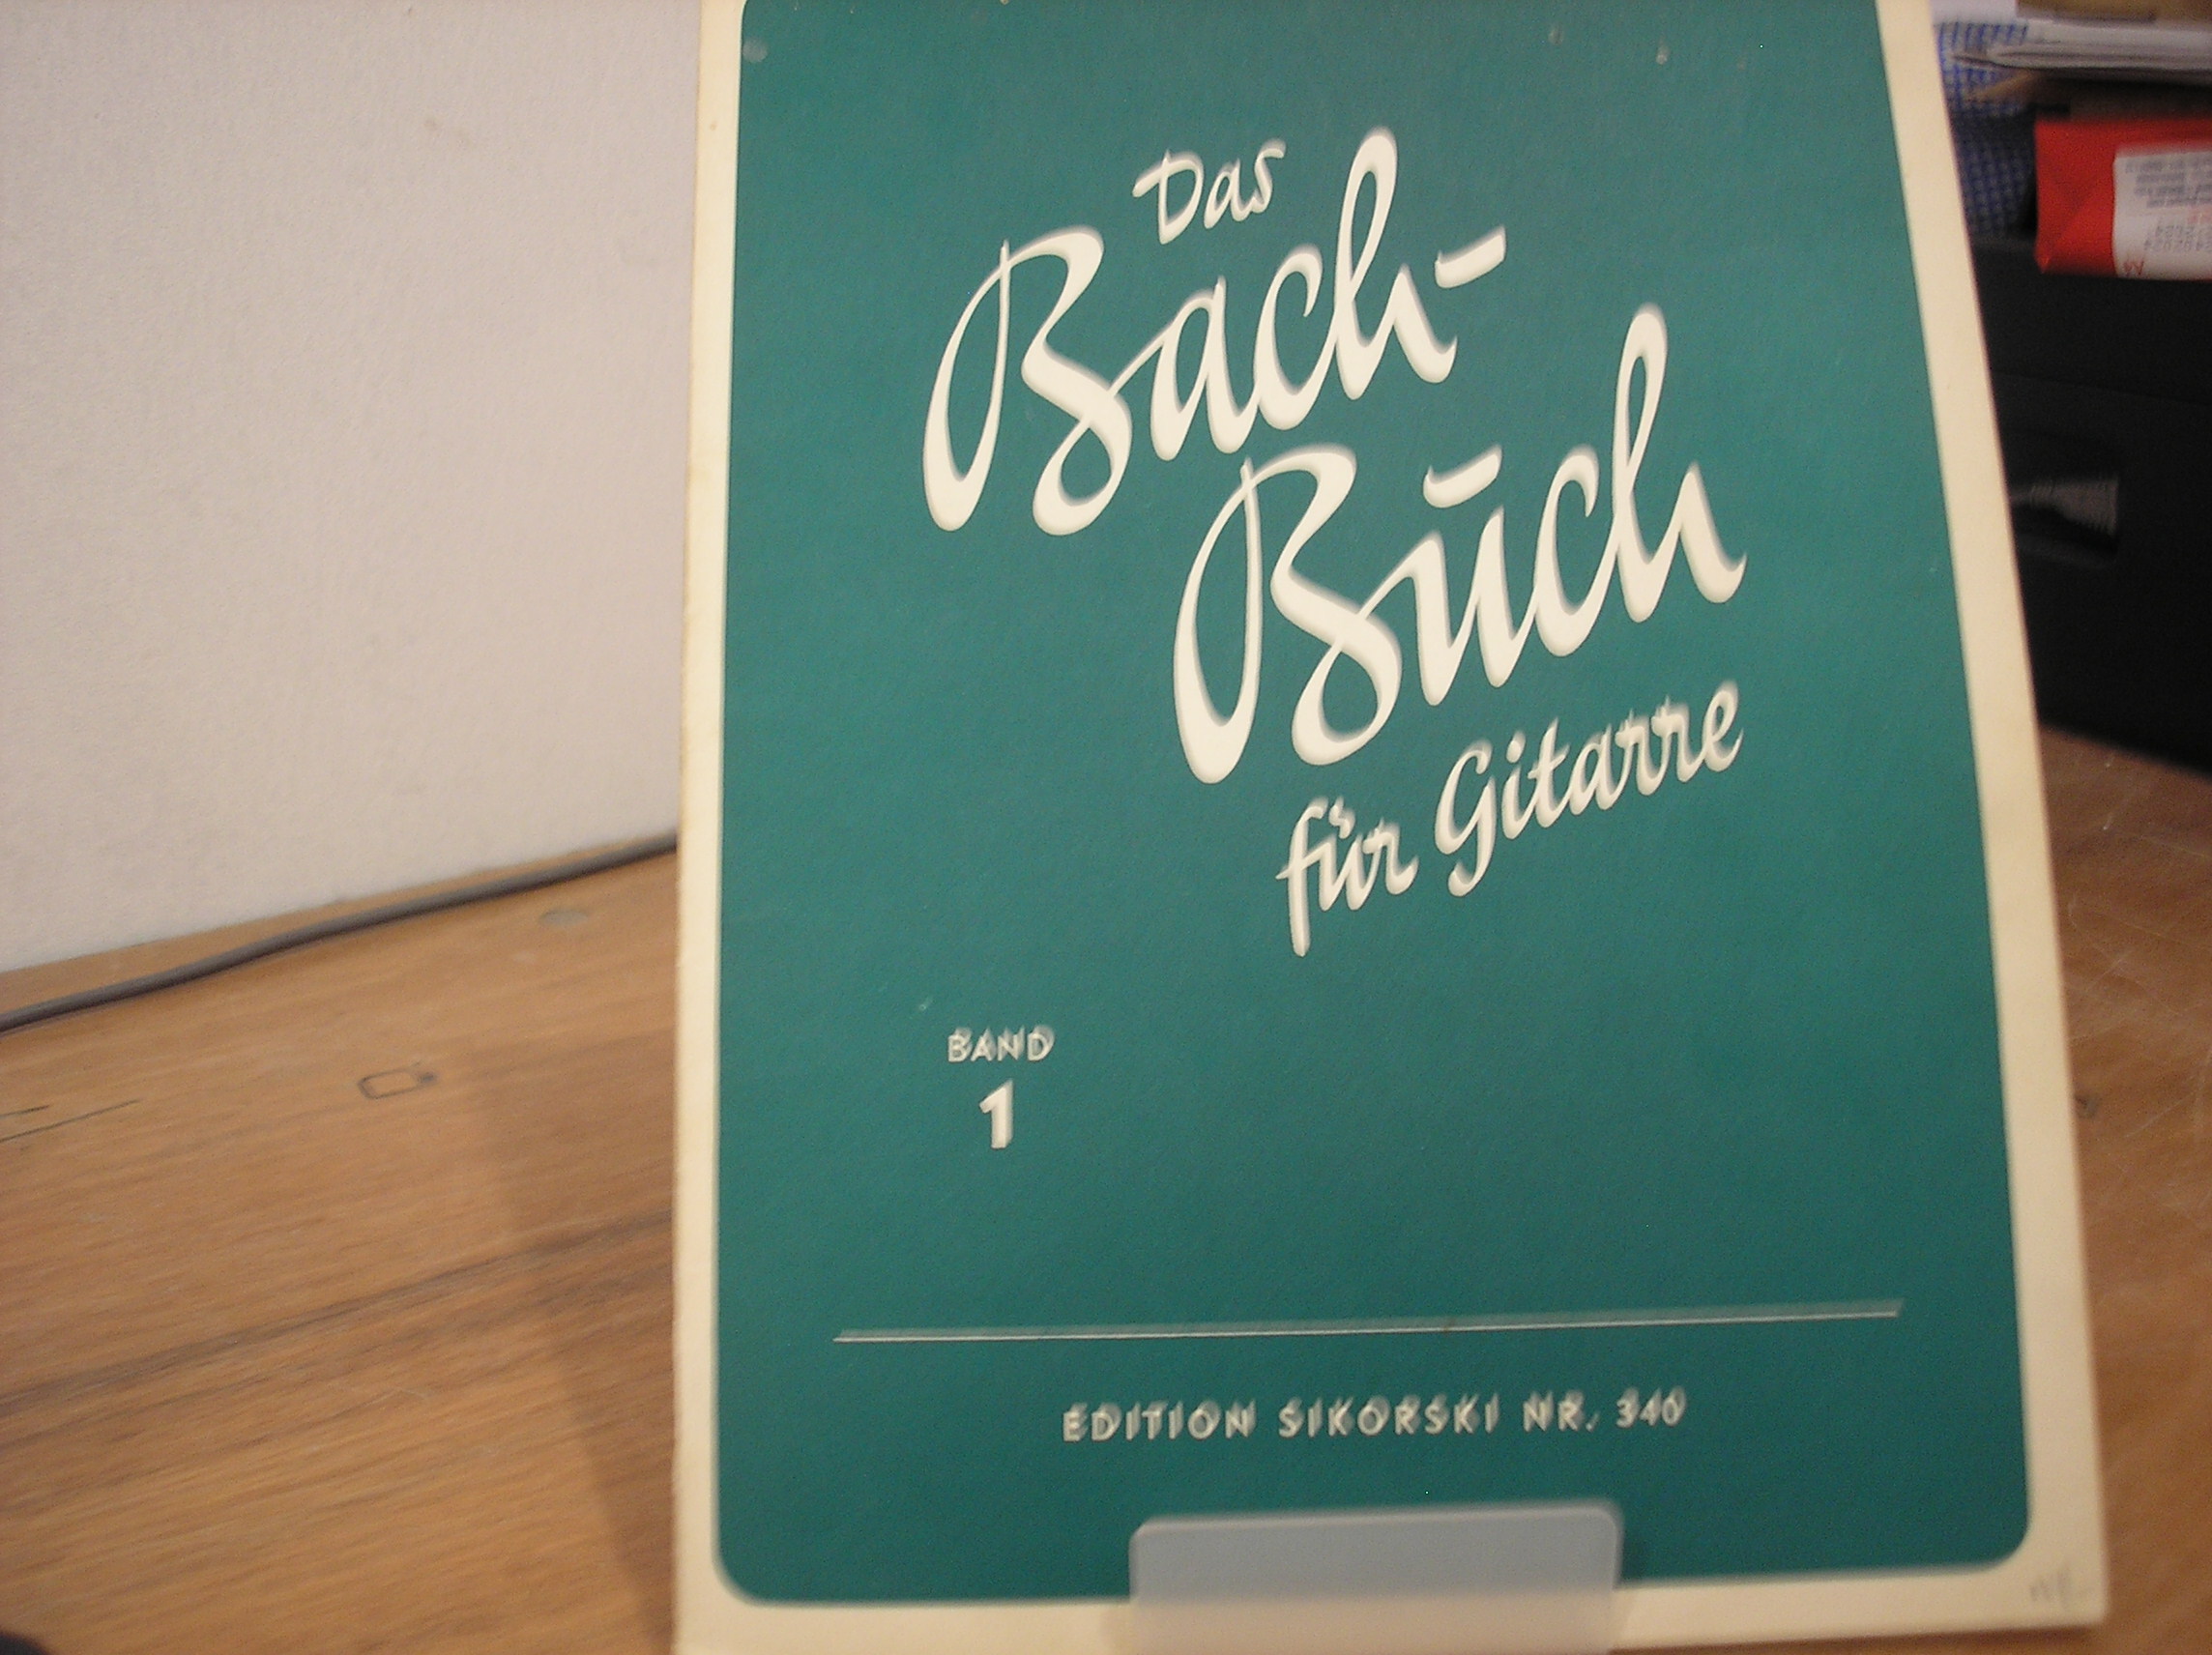 Das
Bach-
Buch
für Gitarre
BAND
1
EDITION SIKORSKI NR. 340